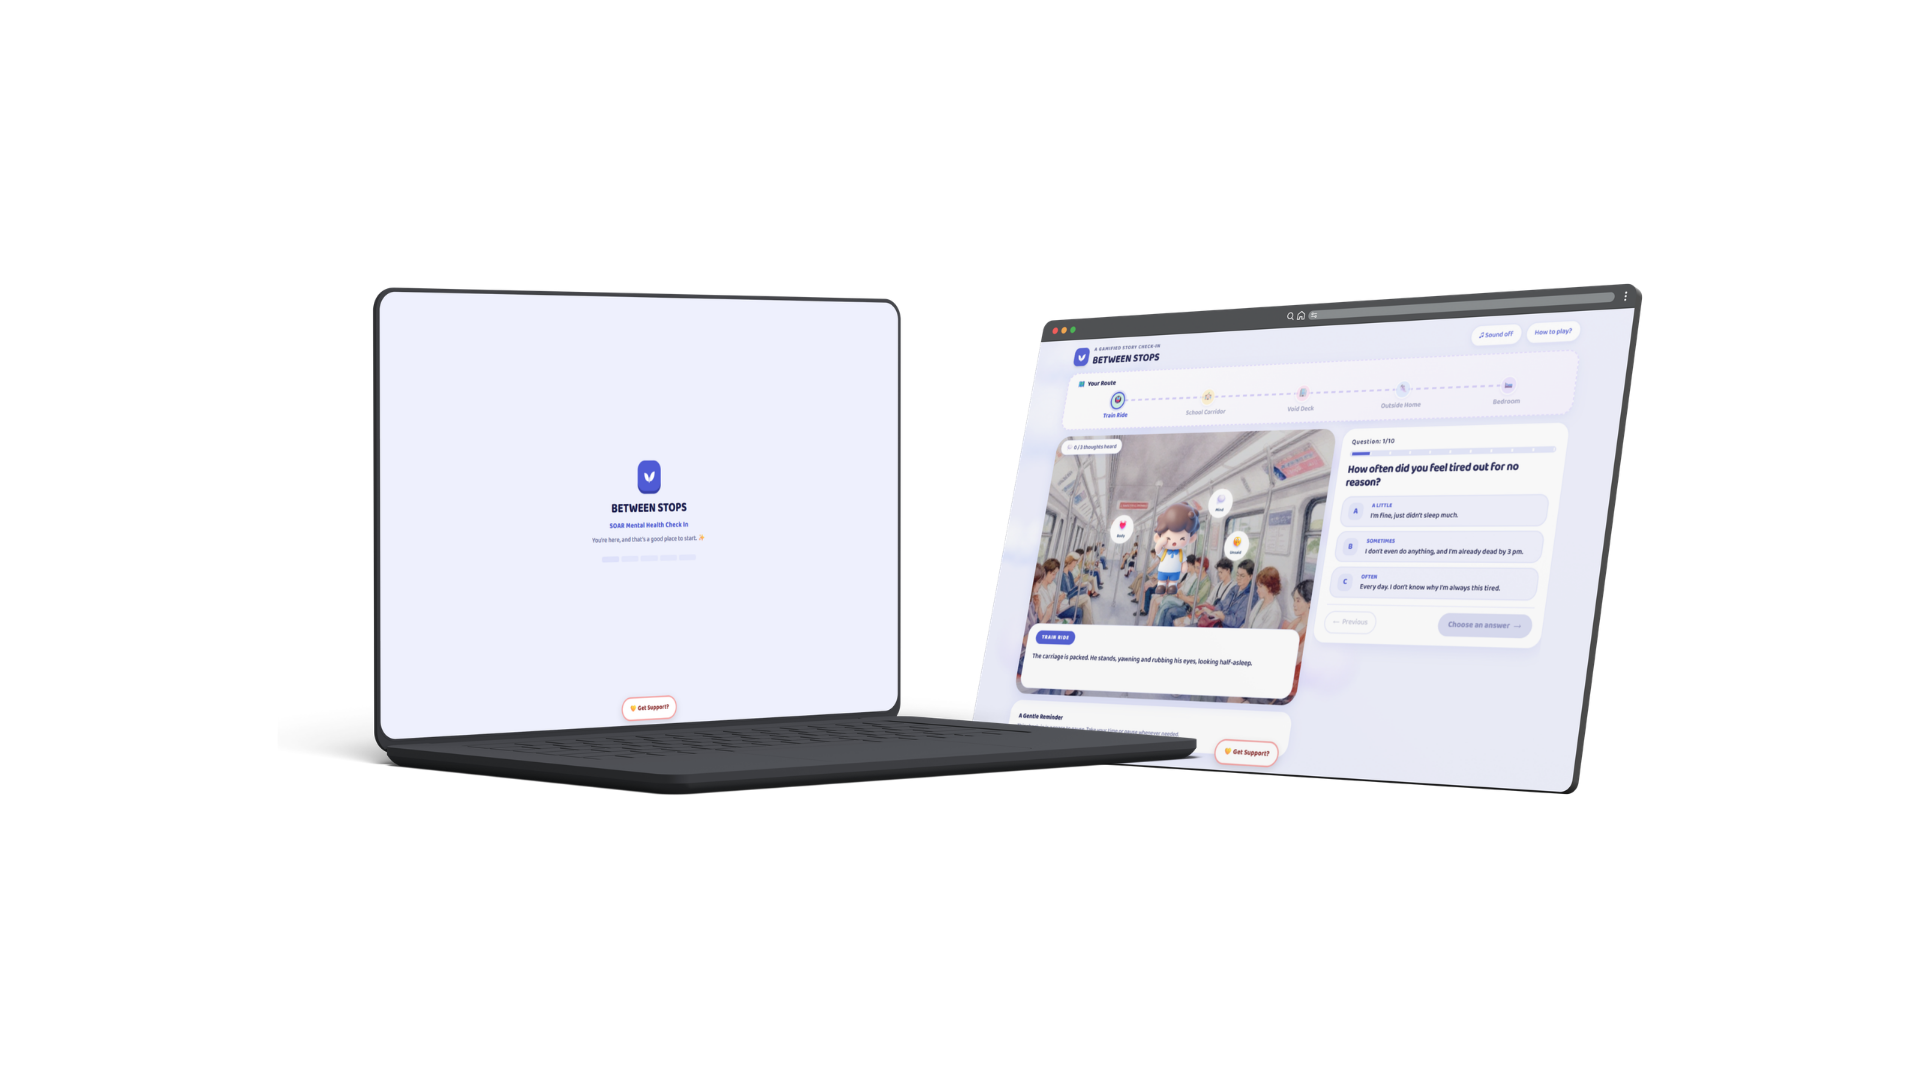 BETWEEN STOPS
SOAR Mental Health Check In
You're here, and that's a good place to start.
Get Support?
A GAMIFIED STORY CHECK-IN
BETWEEN STOPS
Sound off
How to play?
Your Route
Train Ride
School Corridor
Void Deck
Outside Home
Bedroom
0 / 3 thoughts heard
Mind
Body
Unsaid
TRAIN RIDE
The carriage is packed. He stands, yawning and rubbing his eyes, looking half-asleep.
A Gentle Reminder
Get Support?
Question: 1/10
How often did you feel tired out for no
reason?
A
A LITTLE
I'm fine, just didn't sleep much.
B
SOMETIMES
I don't even do anything, and I'm already dead by 3 pm.
C
OFTEN
Every day. I don't know why I'm always this tired.
← Previous
Choose an answer →